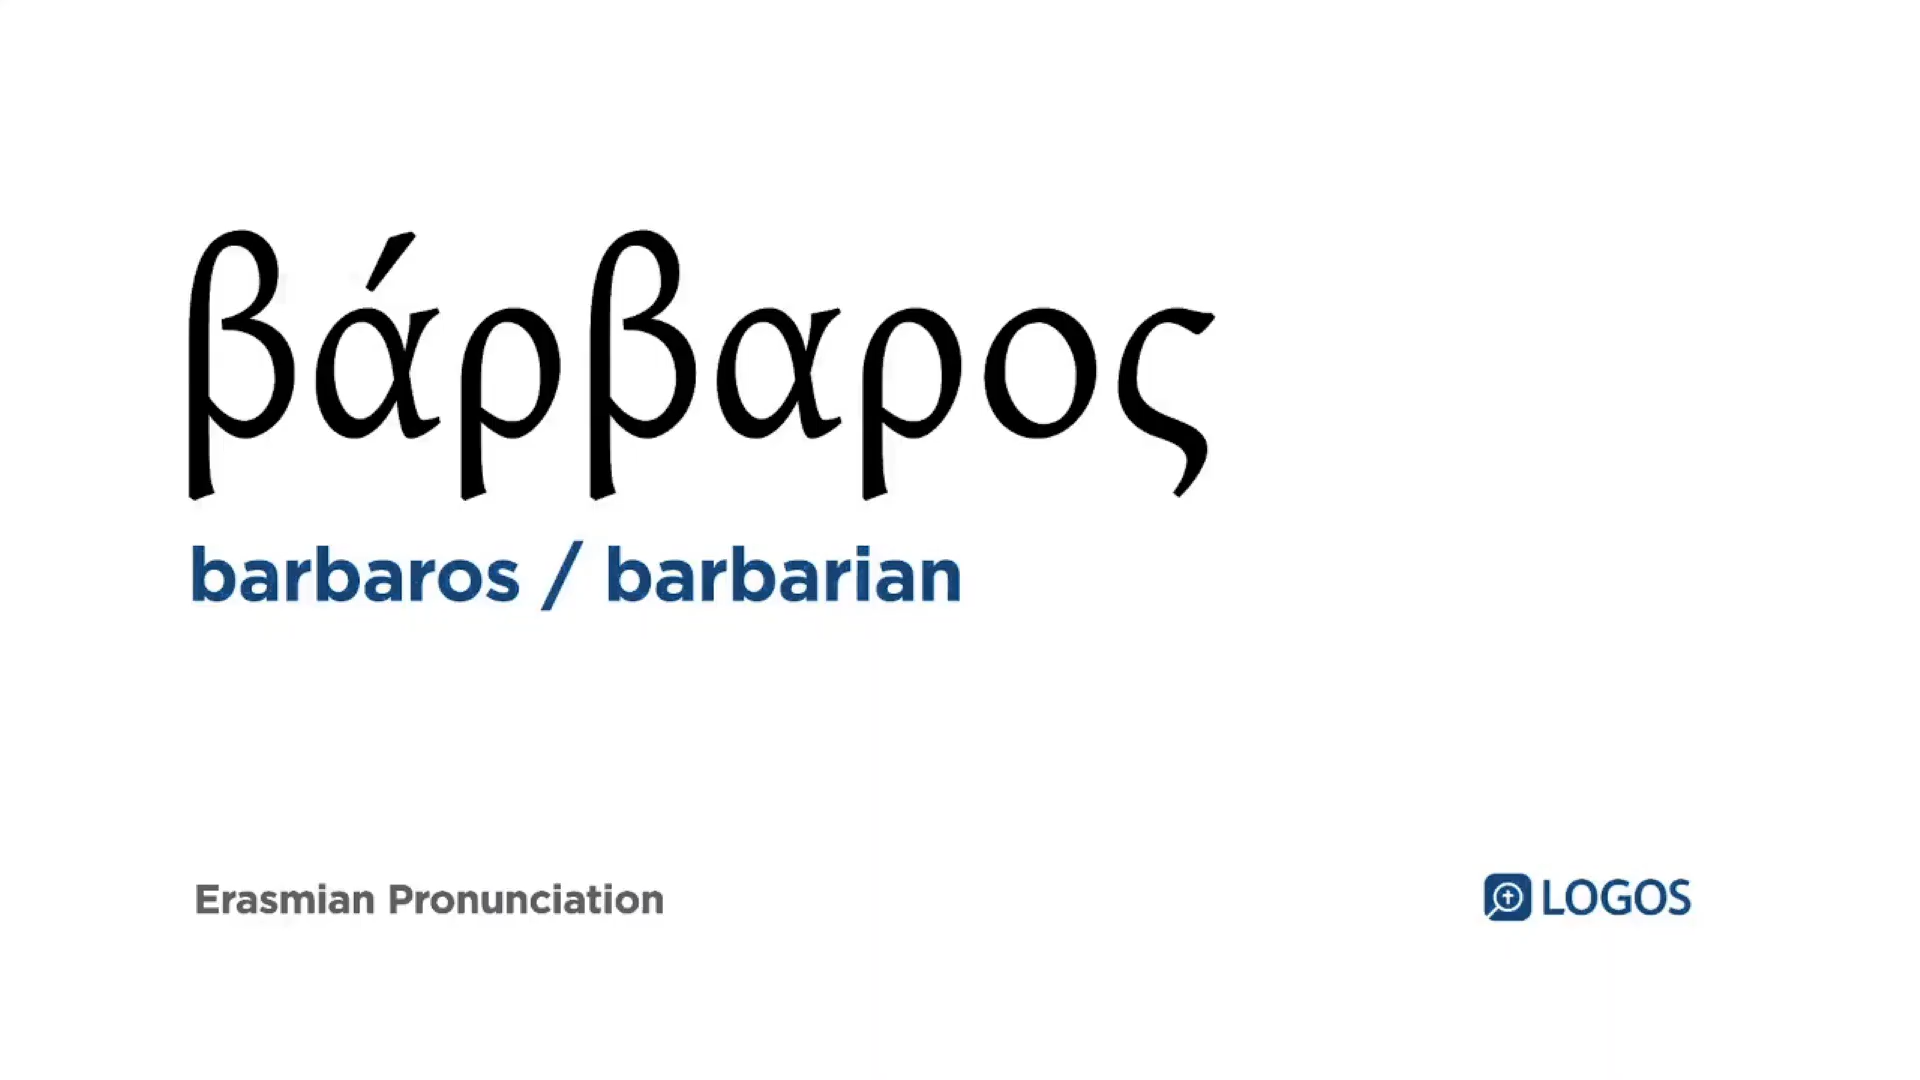 βάρβαρος
barbaros / barbarian
Erasmian Pronunciation
LOGOS